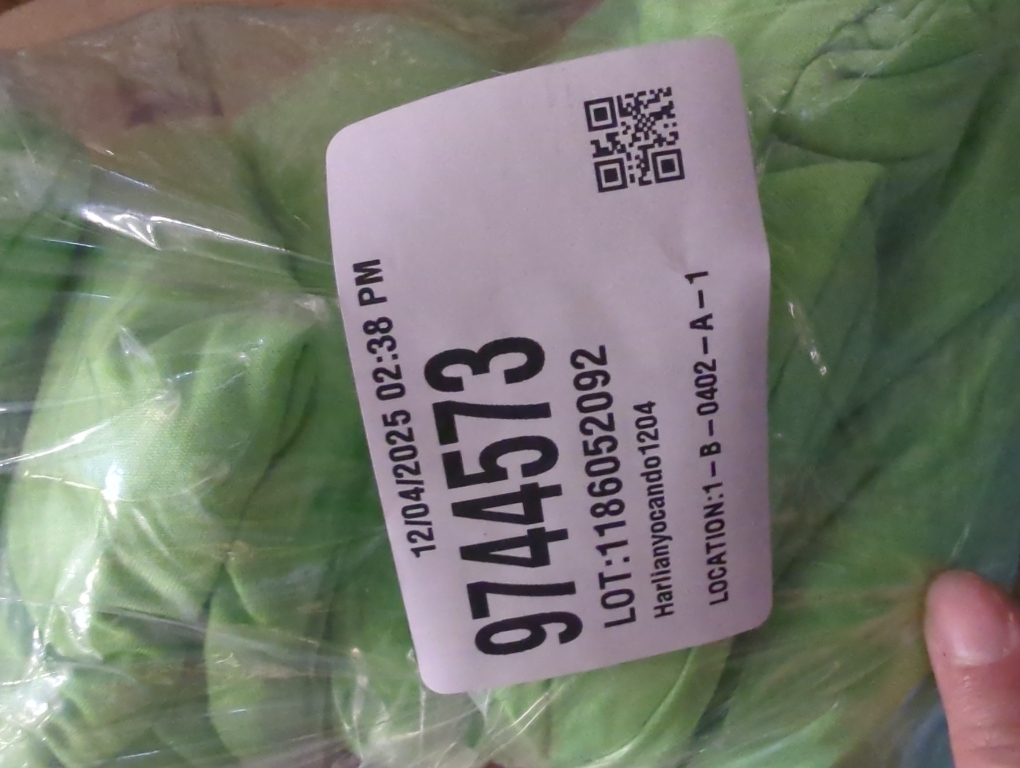 12/04/2025 02:38 PM
9744573
LOT:1186052092
Harlianyocando1204
LOCATION:1-B-0402-A-1